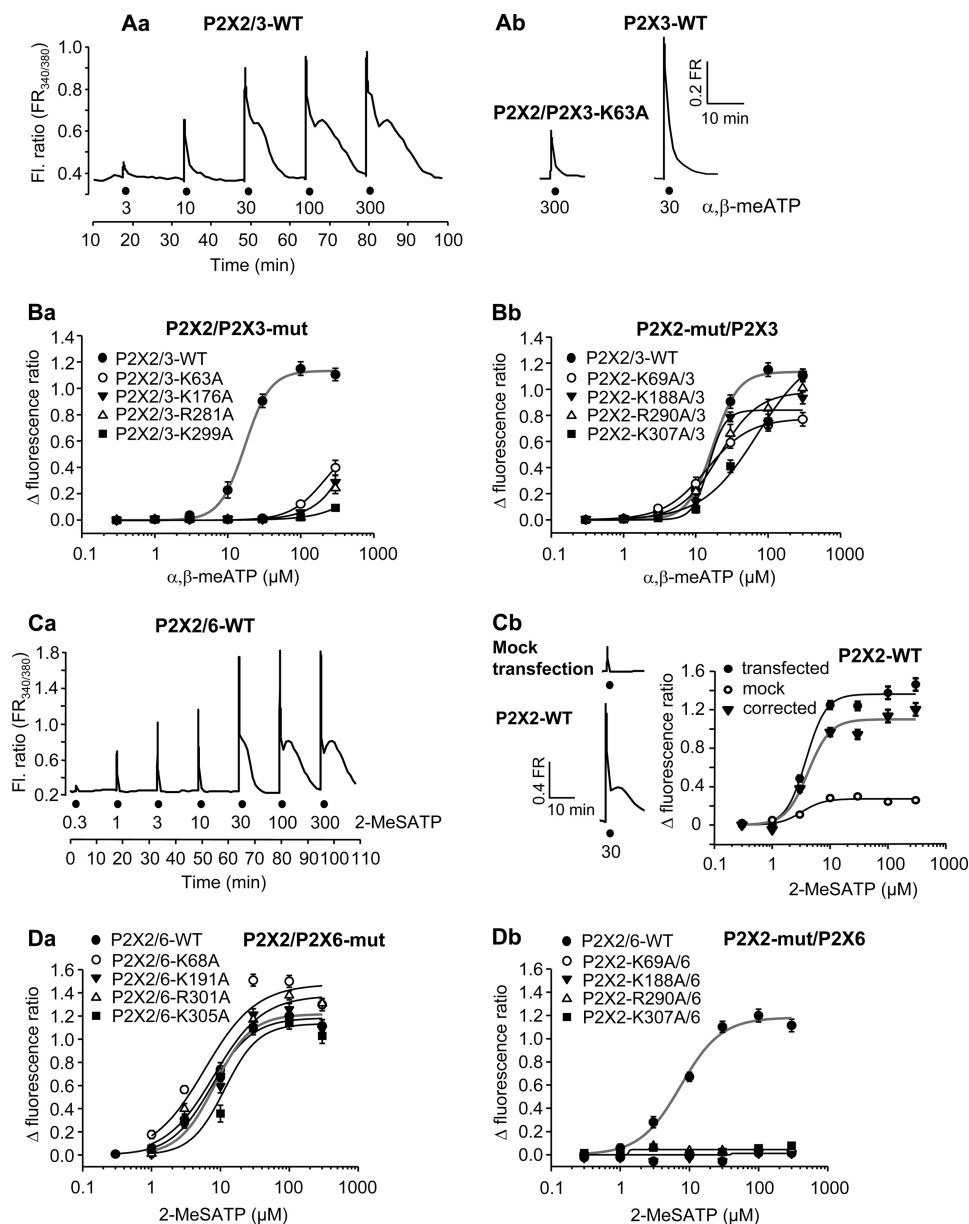 Aa
P2X2/3-WT
Fl. ratio (FR340/380)
1.0
0.8
0.6
0.4
3 10 30 100 300
10 20 30 40 50 60 70 80 90 100
Time (min)
Ab
P2X3-WT
P2X2/P2X3-K63A
0.2 FR
10 min
300 30 α,β-meATP
Ba
P2X2/P2X3-mut
Δ fluorescence ratio
1.4
1.2
1.0
0.8
0.6
0.4
0.2
0.0
P2X2/3-WT
P2X2/3-K63A
P2X2/3-K176A
P2X2/3-R281A
P2X2/3-K299A
0.1 1 10 100 1000
α,β-meATP (µM)
Bb
P2X2-mut/P2X3
Δ fluorescence ratio
1.4
1.2
1.0
0.8
0.6
0.4
0.2
0.0
P2X2/3-WT
P2X2-K69A/3
P2X2-K188A/3
P2X2-R290A/3
P2X2-K307A/3
0.1 1 10 100 1000
α,β-meATP (µM)
Ca
P2X2/6-WT
Fl. ratio (FR340/380)
1.8
1.4
1.0
0.6
0.2
0.3 1 3 10 30 100 300 2-MeSATP
0 10 20 30 40 50 60 70 80 90 100 110
Time (min)
Cb
Mock
transfection
P2X2-WT
0.4 FR
10 min
30
P2X2-WT
Δ fluorescence ratio
1.6
1.2
0.8
0.4
0.0
transfected
mock
corrected
0.1 1 10 100 1000
2-MeSATP (µM)
Da
P2X2/P2X6-mut
Δ fluorescence ratio
1.6
1.4
1.2
1.0
0.8
0.6
0.4
0.2
0.0
P2X2/6-WT
P2X2/6-K68A
P2X2/6-K191A
P2X2/6-R301A
P2X2/6-K305A
0.1 1 10 100 1000
2-MeSATP (µM)
Db
P2X2-mut/P2X6
Δ fluorescence ratio
1.6
1.4
1.2
1.0
0.8
0.6
0.4
0.2
0.0
P2X2/6-WT
P2X2-K69A/6
P2X2-K188A/6
P2X2-R290A/6
P2X2-K307A/6
0.1 1 10 100 1000
2-MeSATP (µM)